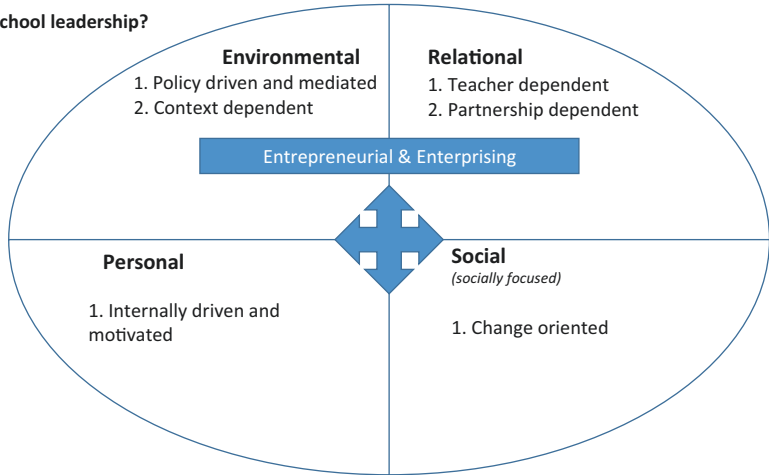 chool leadership?
Environmental
1. Policy driven and mediated
2. Context dependent
Relational
1. Teacher dependent
2. Partnership dependent
Entrepreneurial & Enterprising
Personal
1. Internally driven and
motivated
Social
(socially focused)
1. Change oriented